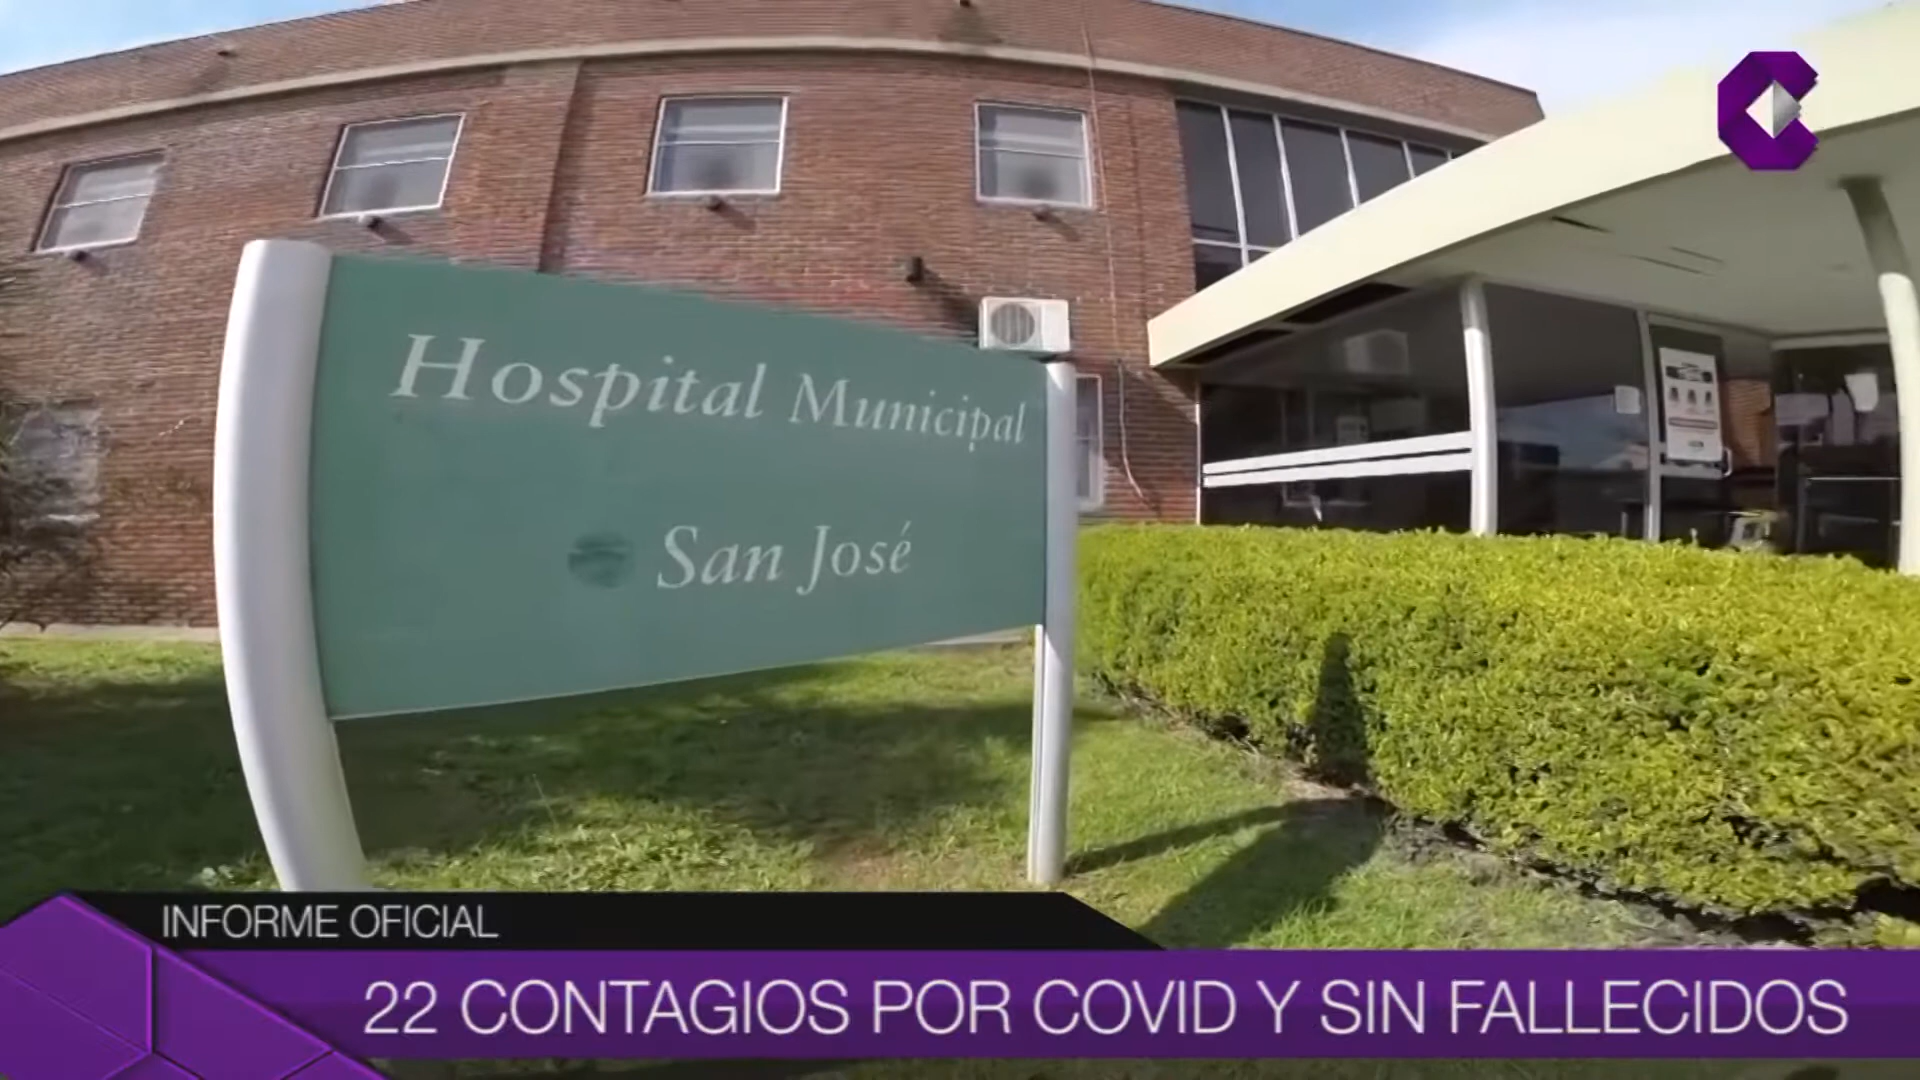 Hospital Municipal
San José
INFORME OFICIAL
22 CONTAGIOS POR COVID Y SIN FALLECIDOS